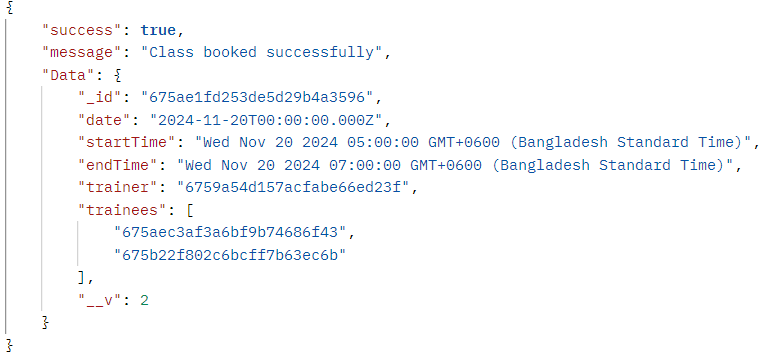 {
"success": true,
"message": "Class booked successfully",
"Data": {
"_id": "675ae1fd253de5d29b4a3596",
"date": "2024-11-20T00:00:00.000Z",
"startTime": "Wed Nov 20 2024 05:00:00 GMT+0600 (Bangladesh Standard Time)",
"endTime": "Wed Nov 20 2024 07:00:00 GMT+0600 (Bangladesh Standard Time)",
"trainer": "6759a54d157acfabe66ed23f",
"trainees": [
"675aec3af3a6bf9b74686f43",
"675b22f802c6bcff7b63ec6b"
],
"__v": 2
}
}